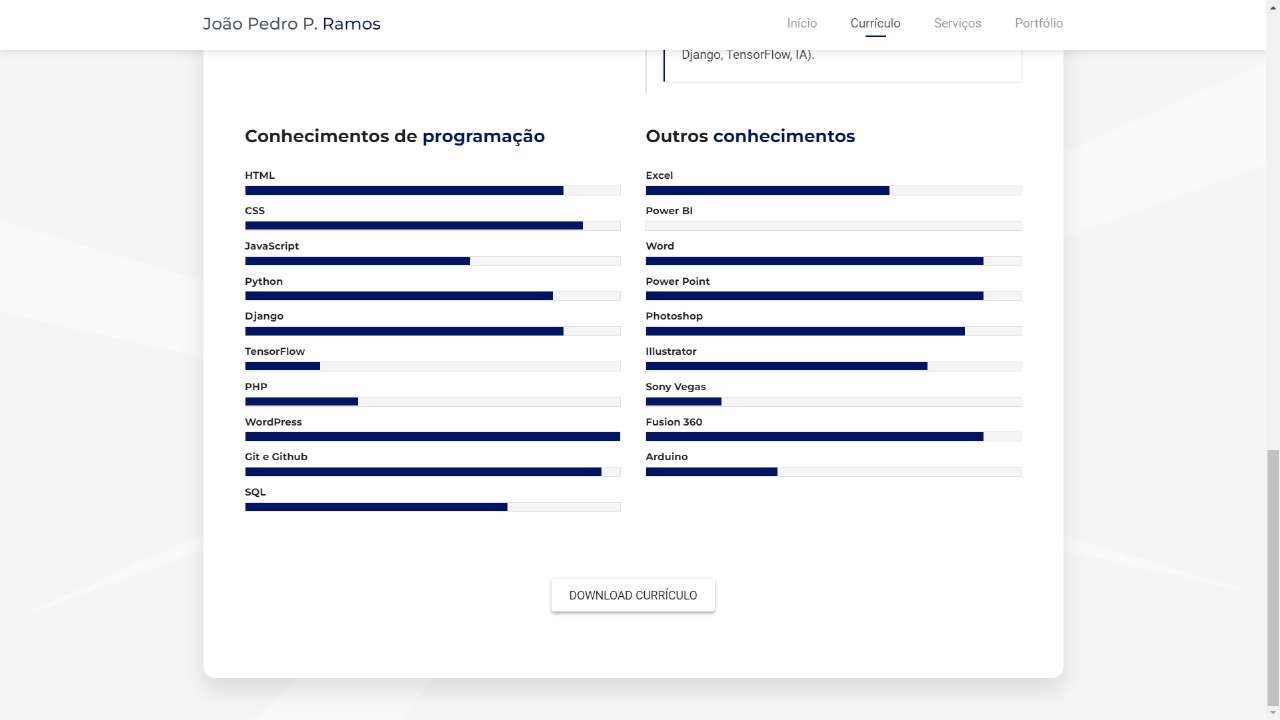 João Pedro P. Ramos
Início
Currículo
Serviços
Portfólio
Django, TensorFlow, IA).
Conhecimentos de programação
HTML
CSS
JavaScript
Python
Django
TensorFlow
PHP
WordPress
Git e Github
SQL
Outros conhecimentos
Excel
Power BI
Word
Power Point
Photoshop
Illustrator
Sony Vegas
Fusion 360
Arduino
DOWNLOAD CURRÍCULO